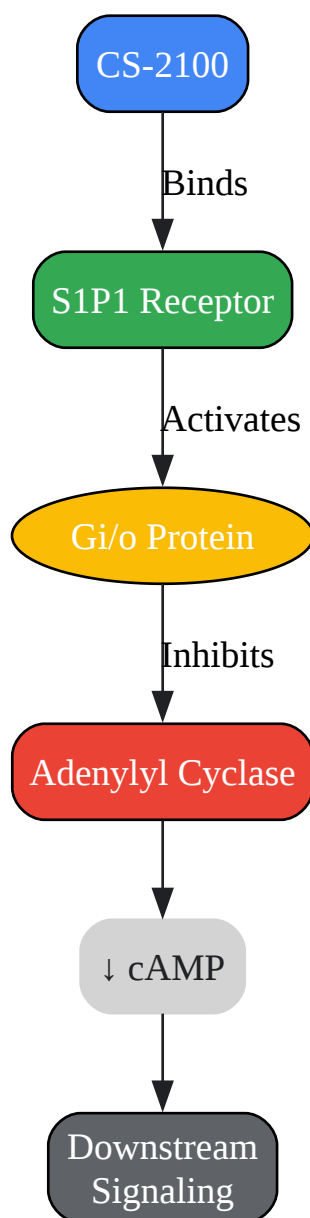 CS-2100
Binds
S1P1 Receptor
Activates
Gi/o Protein
Inhibits
Adenylyl Cyclase
↓ cAMP
Downstream
Signaling